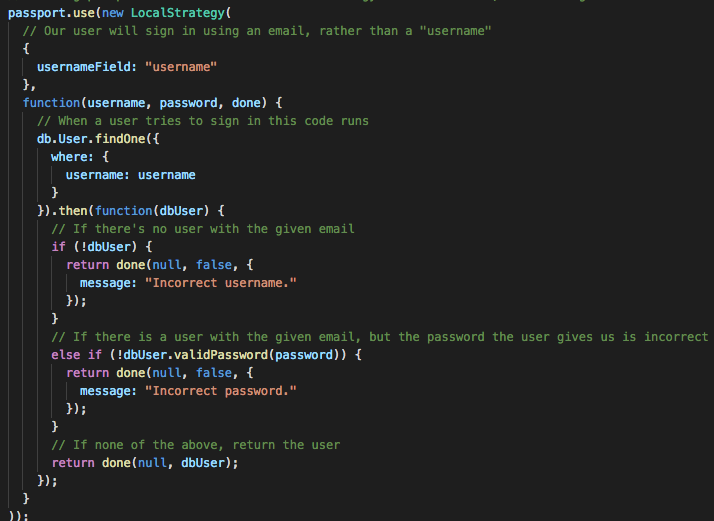 passport.use(new LocalStrategy(
  // Our user will sign in using an email, rather than a "username"
  {
    usernameField: "username"
  },
  function(username, password, done) {
    // When a user tries to sign in this code runs
    db.User.findOne({
      where: {
        username: username
      }
    }).then(function(dbUser) {
      // If there's no user with the given email
      if (!dbUser) {
        return done(null, false, {
          message: "Incorrect username."
        });
      }
      // If there is a user with the given email, but the password the user gives us is incorrect
      else if (!dbUser.validPassword(password)) {
        return done(null, false, {
          message: "Incorrect password."
        });
      }
      // If none of the above, return the user
      return done(null, dbUser);
    });
  }
));